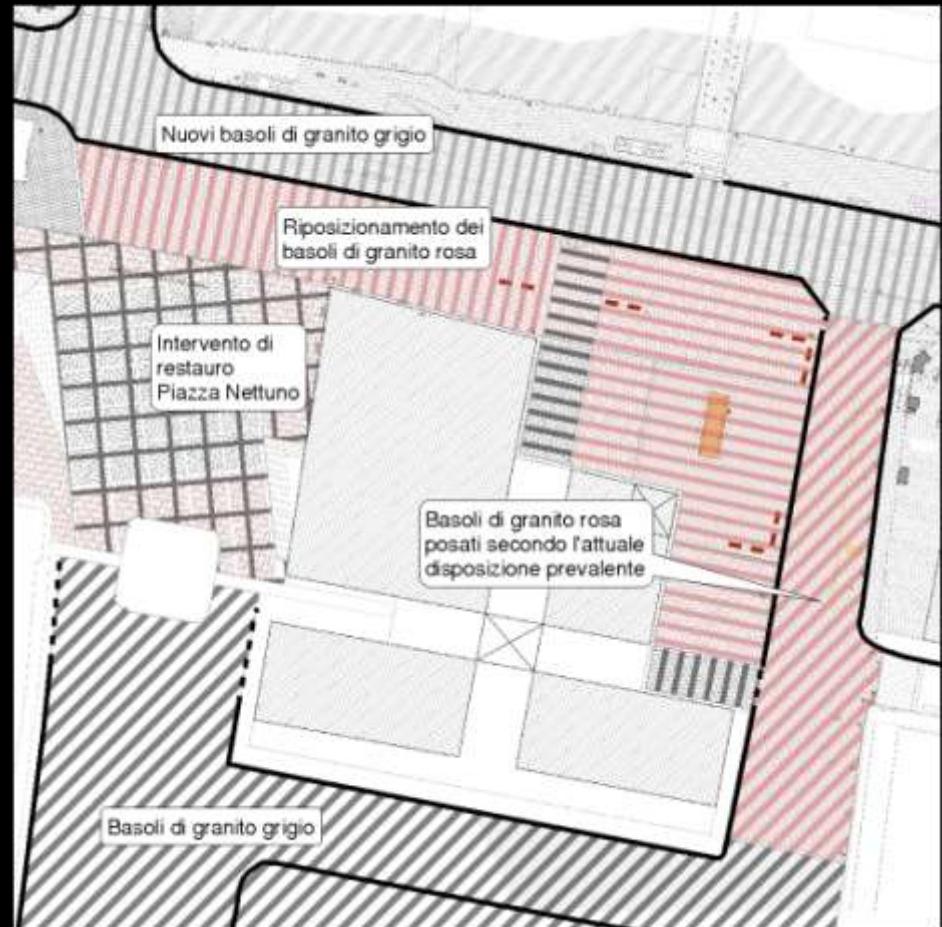 Nuovi basoli di granito grigio
Riposizionamento dei
basoli di granito rosa
Intervento di
restauro
Piazza Nettuno
Basoli di granito rosa
posati secondo l'attuale
disposizione prevalente
Basoli di granito grigio